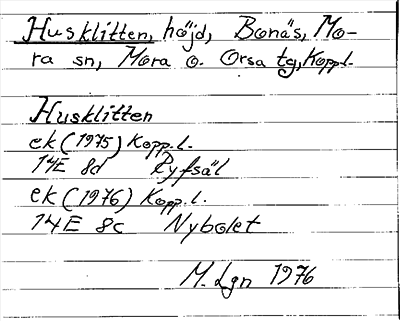 Husklitten, höjd, Bonäs, Mo-
ra sn, Mora o. Orsa tg, Kopp.l.
Husklitten
ek (1975) Kopp.l.
14E 8d Ryfsäl
ek (1976) Kopp.l.
14E 8c Nybolet
M. Lgn 1976